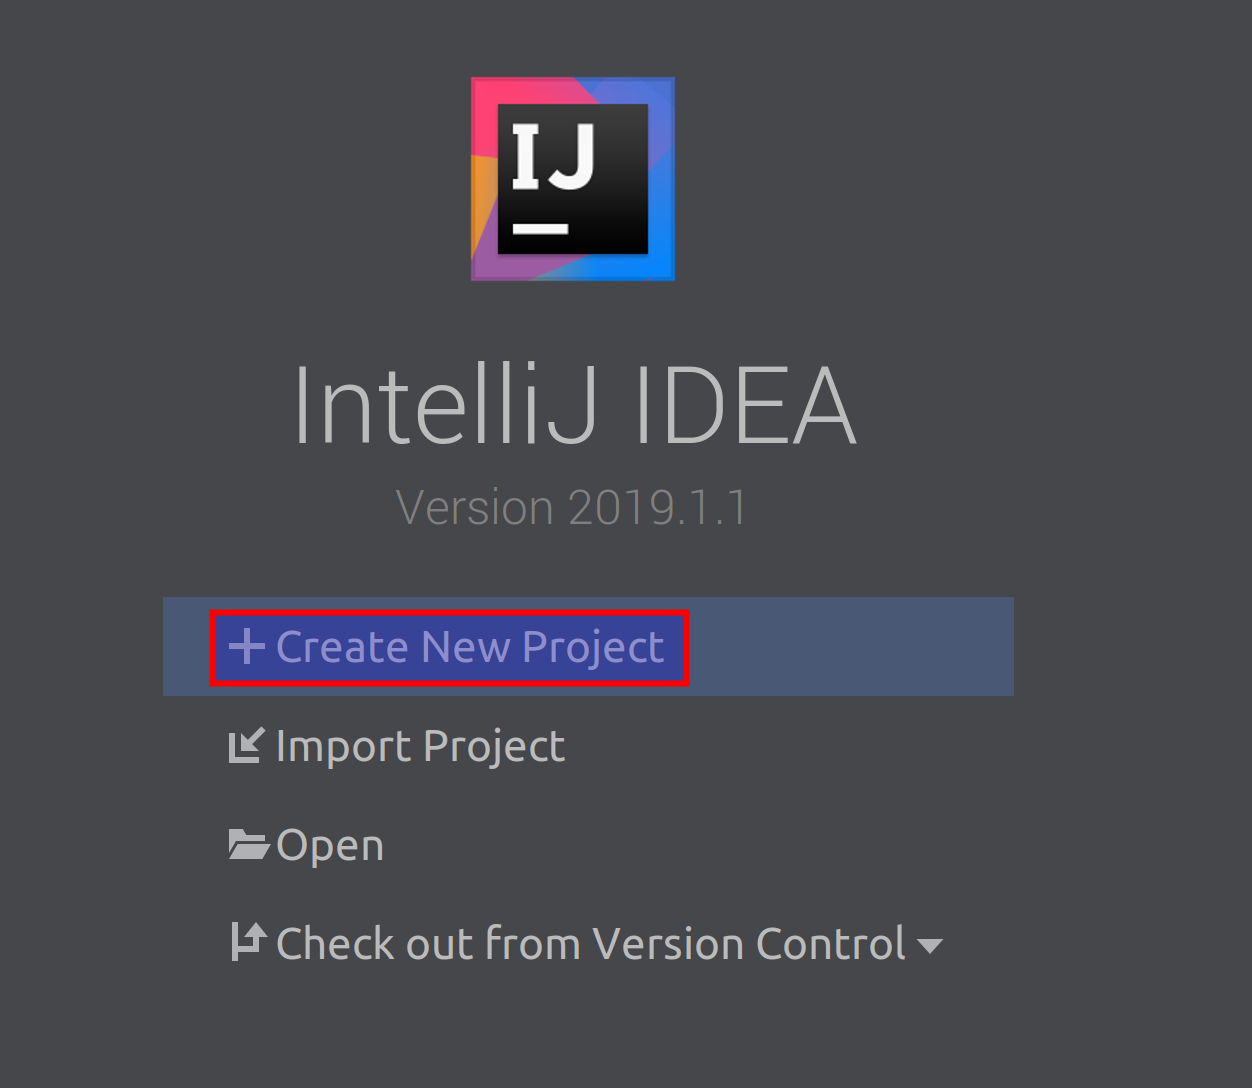 IJ
IntelliJ IDEA
Version 2019.1.1
Create New Project
Import Project
Open
Check out from Version Control